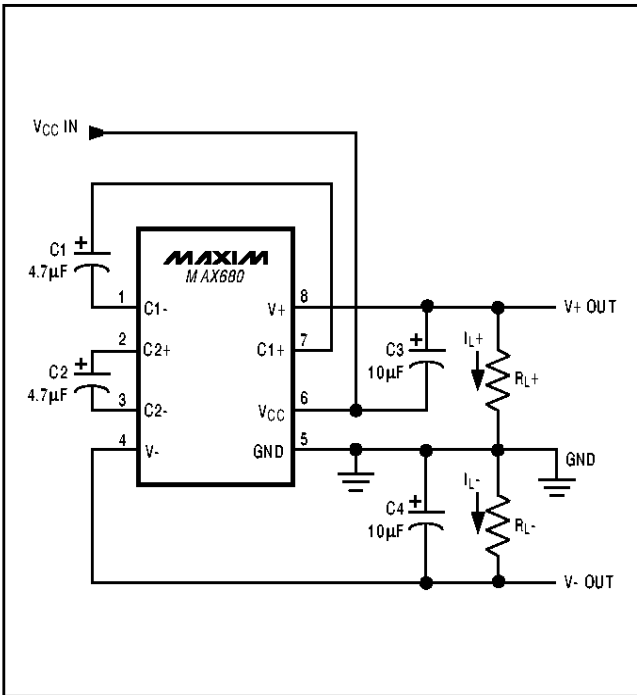 VCC IN
C1 +
4.7µF
MAXIM
MAX680
1 C1- V+ 8 V+ OUT
2 C2+ C1+ 7
C2 +
4.7µF
3 C2- VCC 6
4 V- GND 5
+
C3
10µF
IL+
RL+
GND
+
C4
10µF
IL-
RL-
V- OUT